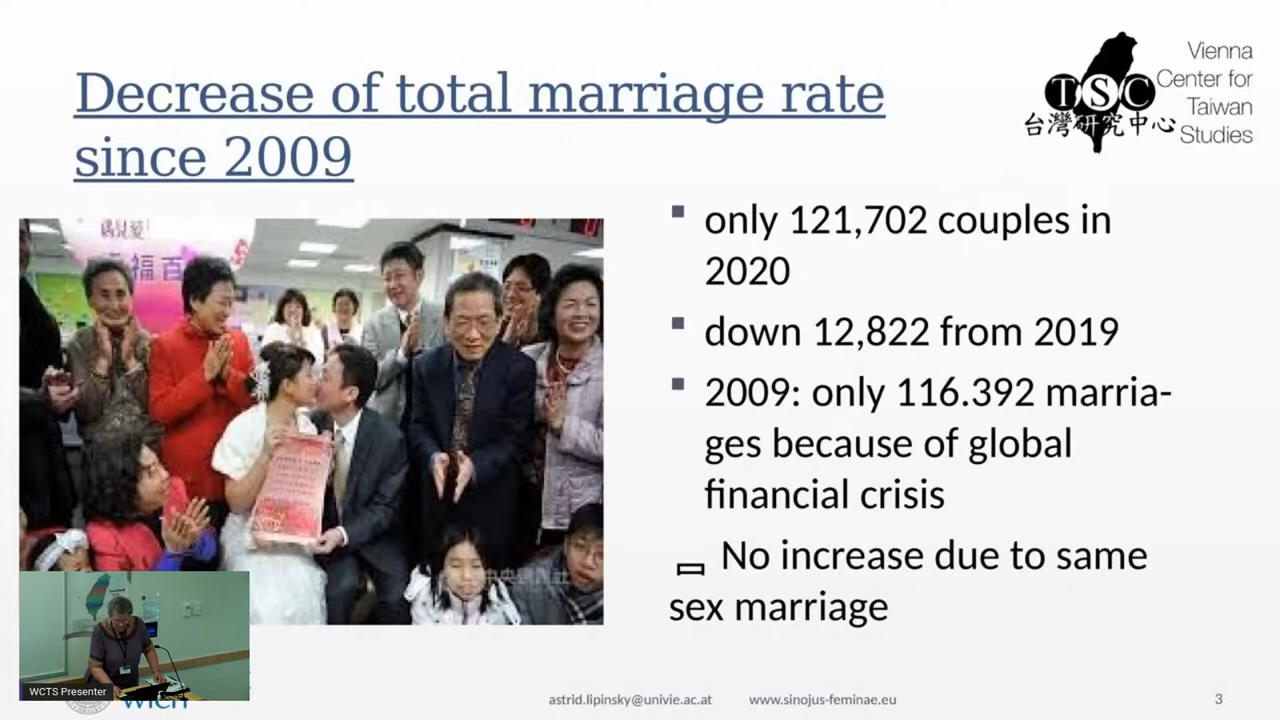 Decrease of total marriage rate
since 2009
TSC
台灣研究中心
Vienna
Center for
Taiwan
Studies
only 121,702 couples in
2020
down 12,822 from 2019
2009: only 116.392 marria-
ges because of global
financial crisis
No increase due to same
sex marriage
福百
WCTS Presenter
wien
astrid.lipinsky@univie.ac.at
www.sinojus-feminae.eu
3